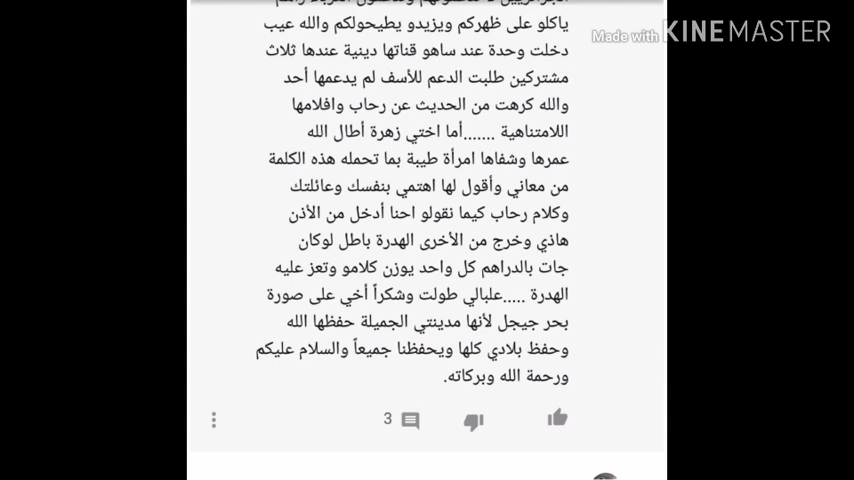 ياكلو على ظهركم ويزيدو يطيحولكم والله عيب
دخلت وحدة عند ساهو قناتها دينية عندها ثلاث
مشتركين طلبت الدعم للأسف لم يدعمها أحد
والله كرهت من الحديث عن رحاب وافلامها
اللامتناهية .......أما اختي زهرة أطال الله
عمرها وشفاها امرأة طيبة بما تحمله هذه الكلمة
من معاني وأقول لها اهتمي بنفسك وعائلتك
وكلام رحاب كيما نقولو احنا أدخل من الأذن
هاذي وخرج من الأخرى الهدرة باطل لوكان
جات بالدراهم كل واحد يوزن كلامو وتعز عليه
الهدرة .....علبالي طولت وشكراً أخي على صورة
بحر جيجل لأنها مدينتي الجميلة حفظها الله
وحفظ بلادي كلها ويحفظنا جميعاً والسلام عليكم
ورحمة الله وبركاته.
3
Made with KINEMASTER